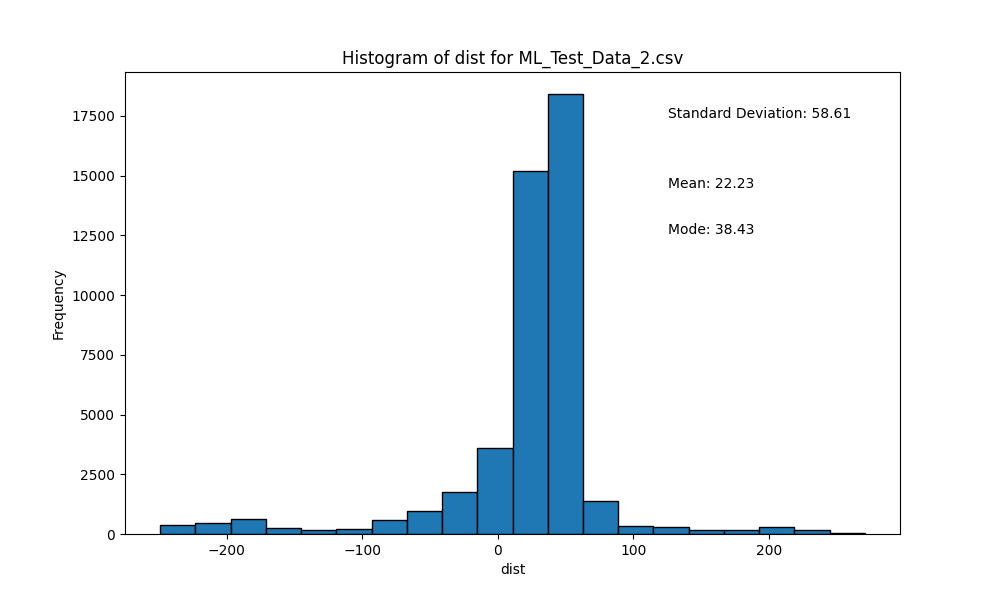 Histogram of dist for ML_Test_Data_2.csv
Standard Deviation: 58.61
Mean: 22.23
Mode: 38.43
Frequency
17500
15000
12500
10000
7500
5000
2500
0
−200
−100
0
100
200
dist